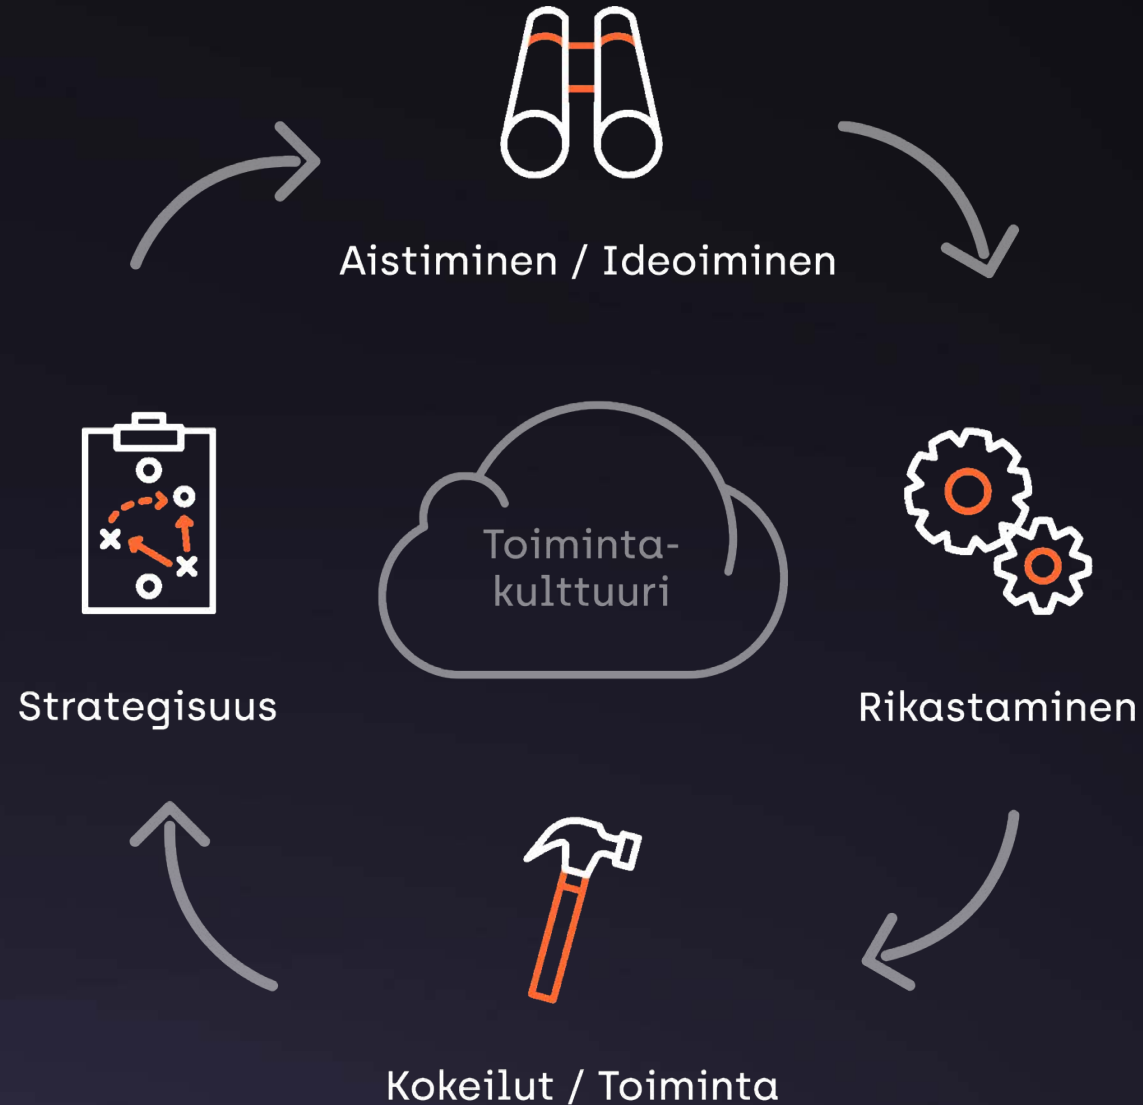 Aistiminen / Ideoiminen
Toiminta-
kulttuuri
Strategisuus
Rikastaminen
Kokeilut / Toiminta